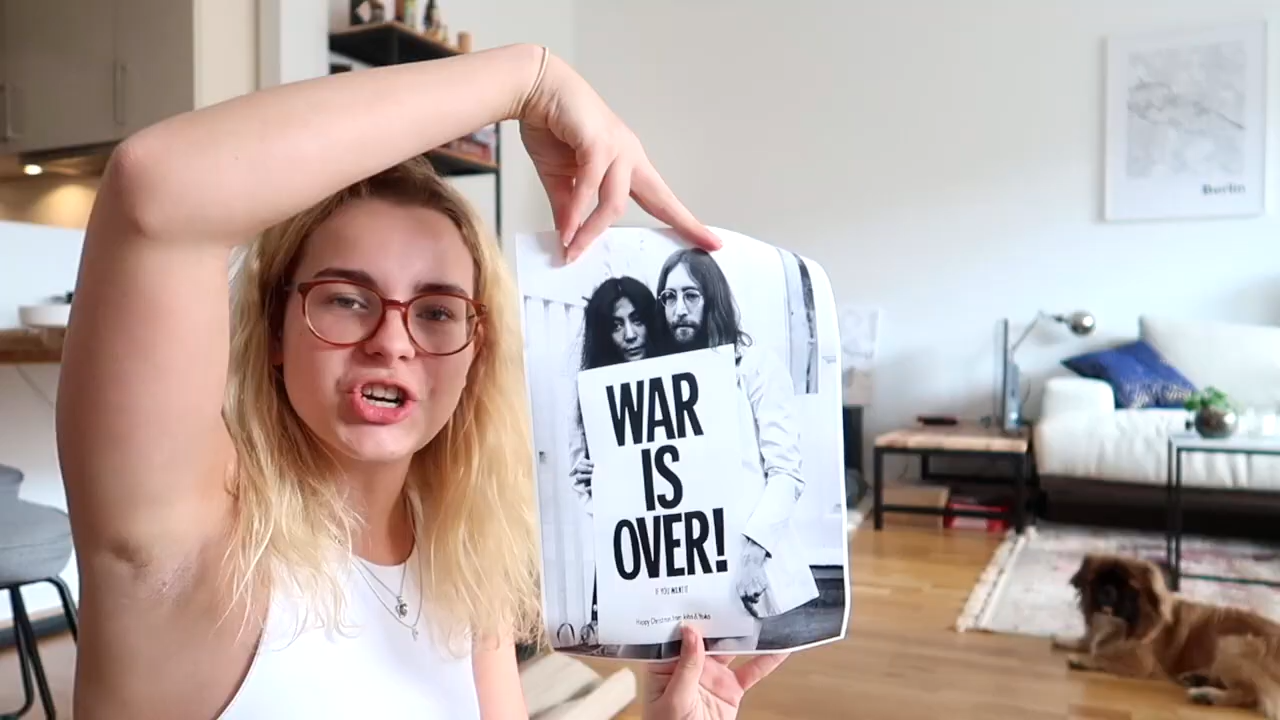 Berlin
WAR
IS
OVER!
IF YOU WANT IT
Happy Christmas from John & Yoko